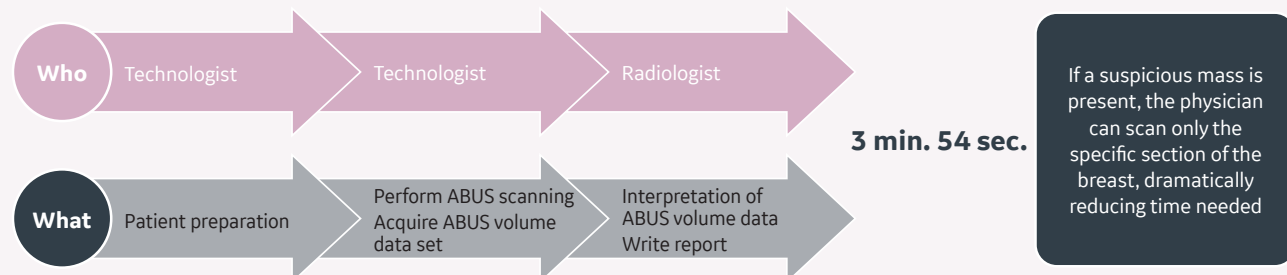 Who
Technologist
Technologist
Radiologist
What
Patient preparation
Perform ABUS scanning
Acquire ABUS volume
data set
Interpretation of
ABUS volume data
Write report
3 min. 54 sec.
If a suspicious mass is
present, the physician
can scan only the
specific section of the
breast, dramatically
reducing time needed